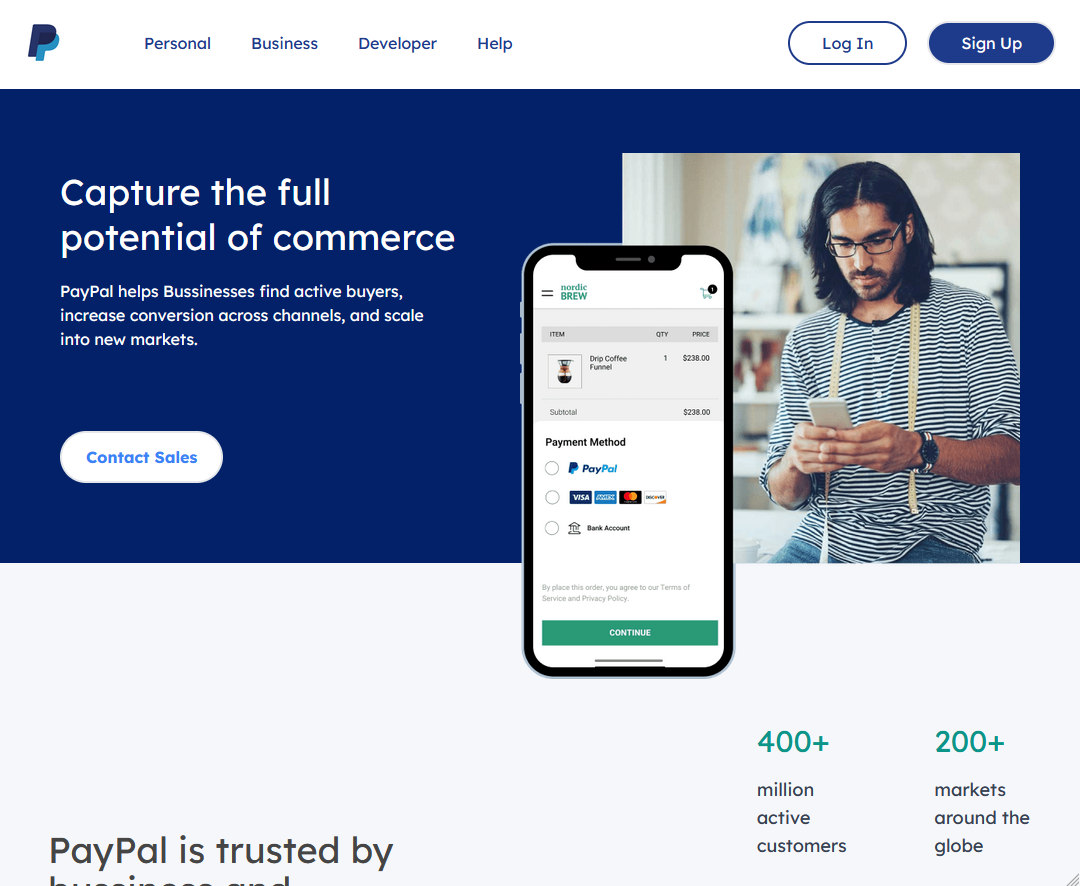 Personal
Business
Developer
Help
Log In
Sign Up
Capture the full
potential of commerce
PayPal helps Bussinesses find active buyers,
increase conversion across channels, and scale
into new markets.
Contact Sales
nordic
BREW
1
ITEM QTY PRICE
Drip Coffee 1 $238.00
Funnel
Subtotal $238.00
Payment Method
PayPal
VISA AMERICAN EXPRESS DISCOVER
Bank Account
By place this order, you agree to our Terms of
Service and Privacy Policy.
CONTINUE
400+
million
active
customers
200+
markets
around the
globe
PayPal is trusted by
bussiness and